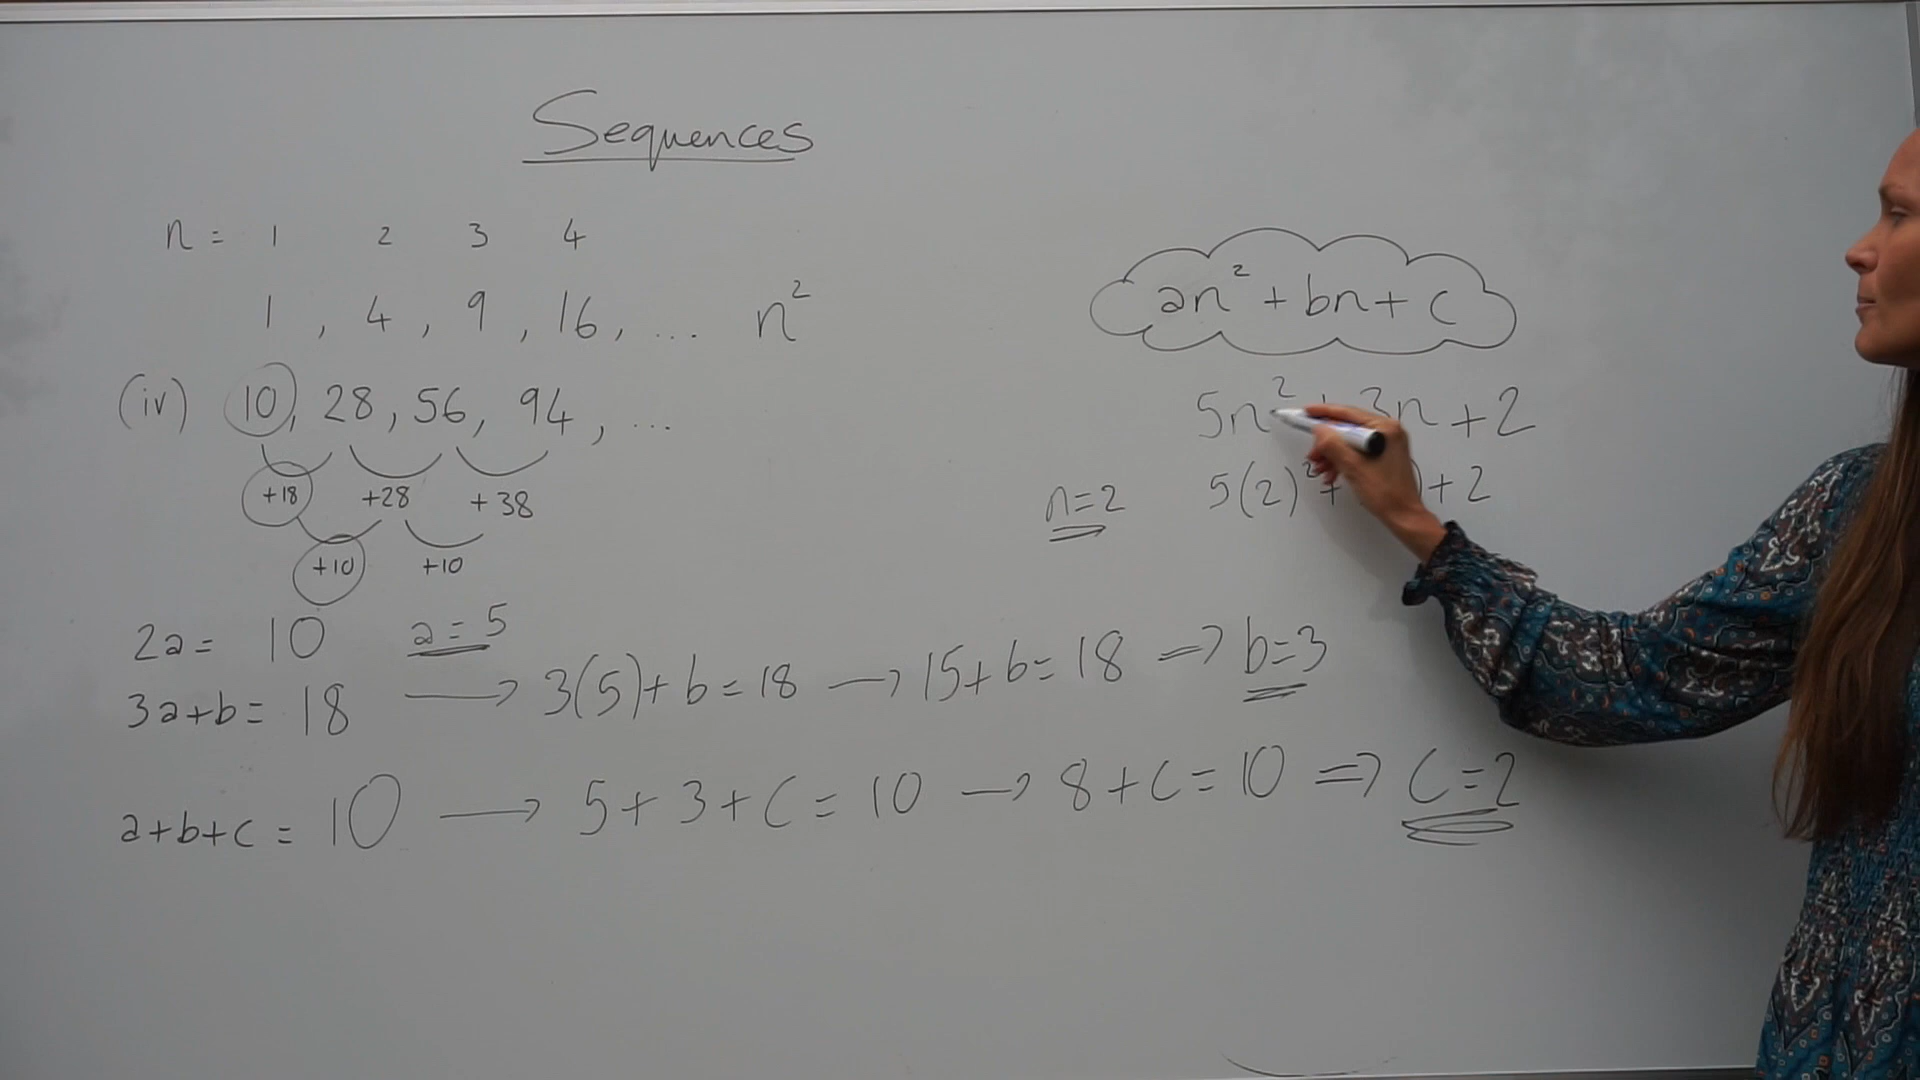 Sequences
n = 1 2 3 4
1 , 4 , 9 , 16 , ... n²
an² + bn + c
(iv) 10, 28, 56, 94, ...
5n² + 3n + 2
+18 +28 +38
n=2 5(2)² + ) + 2
+10 +10
2a = 10 a = 5
3a+b = 18 → 3(5)+b = 18 → 15+b = 18 ⇒ b=3
a+b+c = 10 → 5+3+c = 10 → 8+c = 10 ⇒ c=2